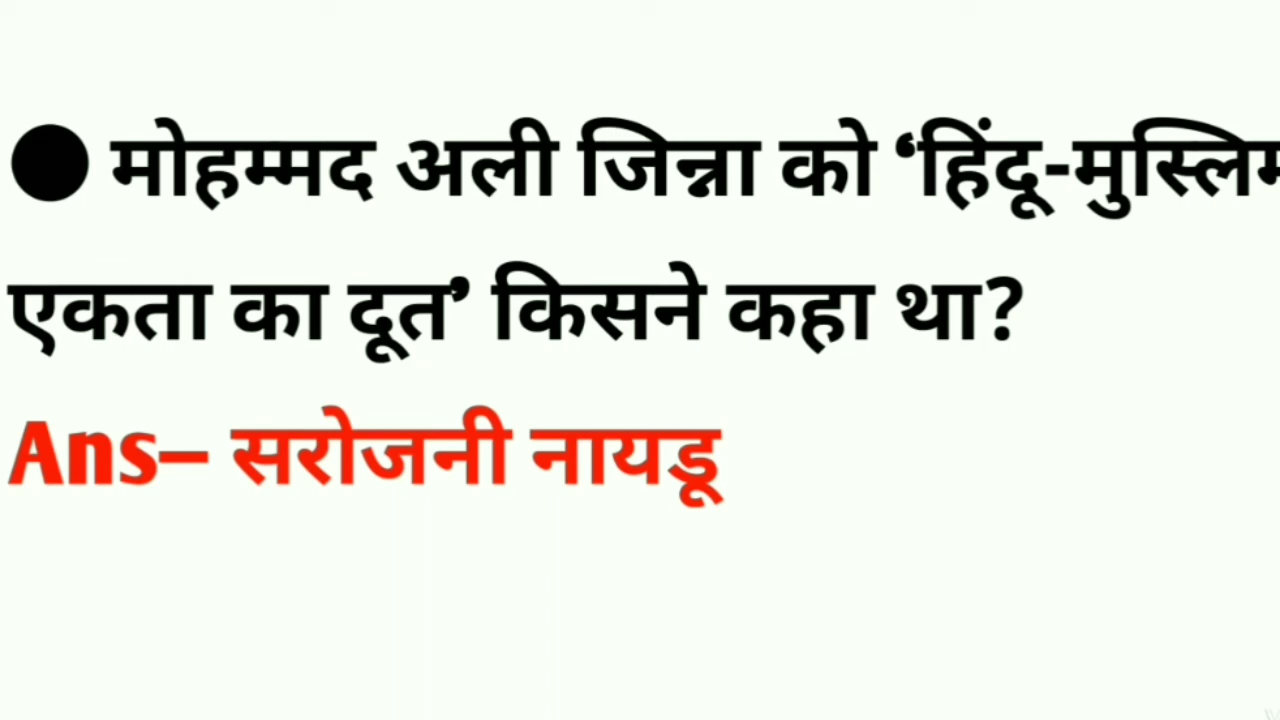 ● मोहम्मद अली जिन्ना को ‘हिंदू-मुस्लिम
एकता का दूत’ किसने कहा था?
Ans– सरोजनी नायडू